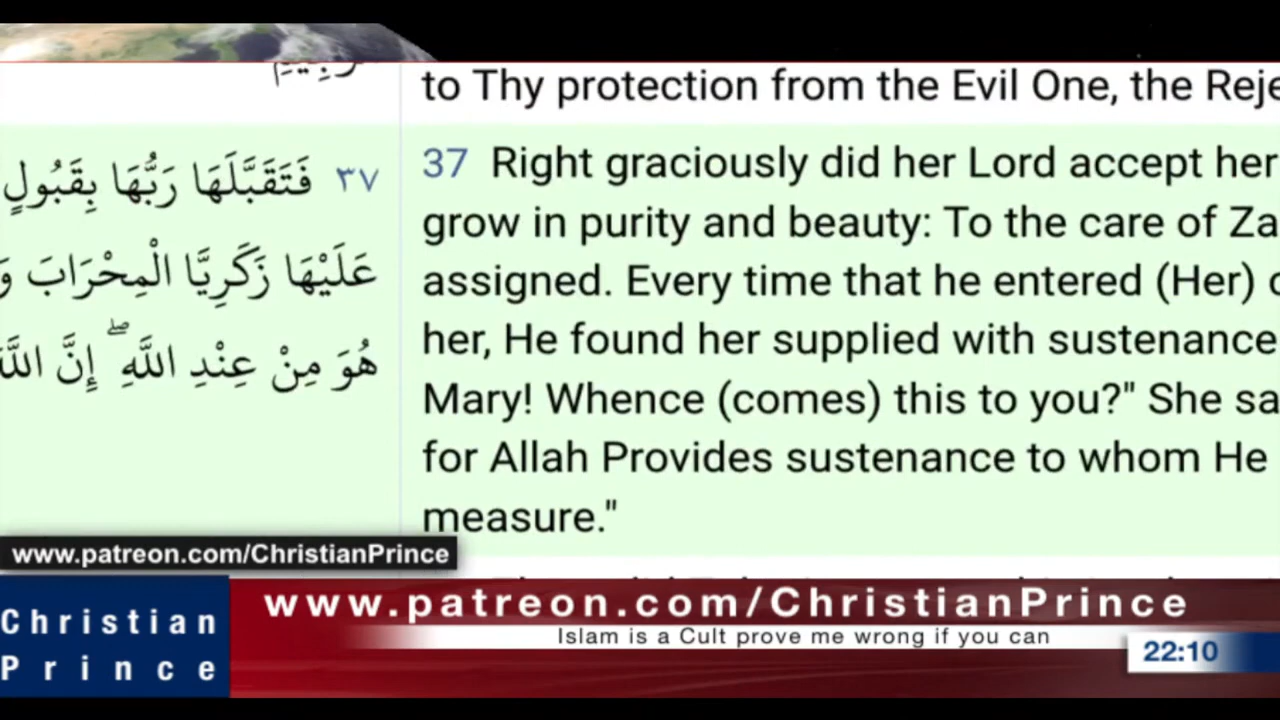 to Thy protection from the Evil One, the Reje
37 Right graciously did her Lord accept her
grow in purity and beauty: To the care of Za
assigned. Every time that he entered (Her) c
her, He found her supplied with sustenance
Mary! Whence (comes) this to you?" She sa
for Allah Provides sustenance to whom He
measure."
٣٧ فَتَقَبَّلَهَا رَبُّهَا بِقَبُولٍ
عَلَيْهَا زَكَرِيَّا الْمِحْرَابَ وَ
هُوَ مِنْ عِنْدِ اللَّهِ ۖ إِنَّ اللَّهَ
www.patreon.com/ChristianPrince
Christian
Prince
www.patreon.com/ChristianPrince
Islam is a Cult prove me wrong if you can
22:10